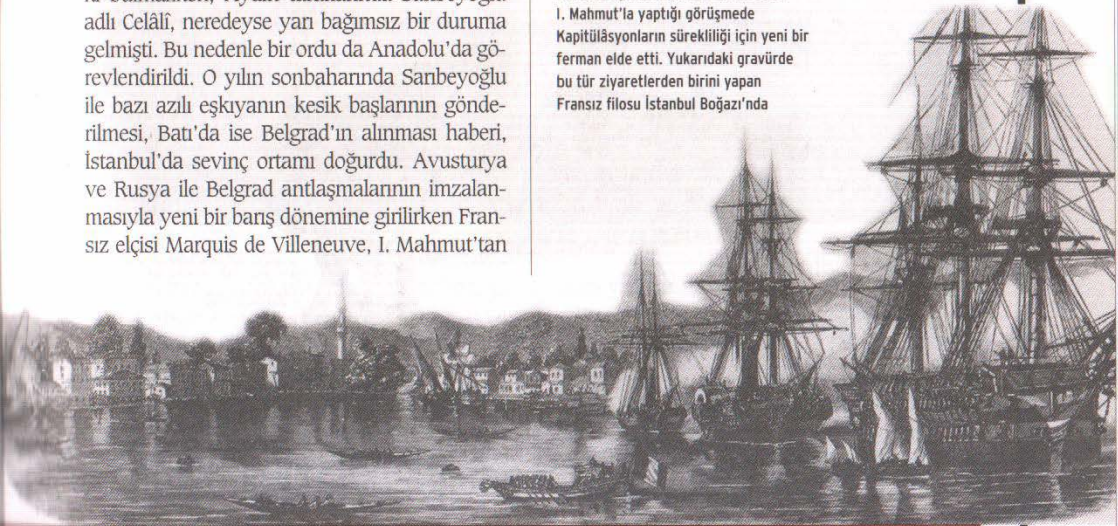 adlı Celâlî, neredeyse yarı bağımsız bir duruma
gelmişti. Bu nedenle bir ordu da Anadolu’da gö-
revlendirildi. O yılın sonbaharında Sarıbeyoğlu
ile bazı azılı eşkıyanın kesik başlarının gönde-
rilmesi, Batı’da ise Belgrad’ın alınması haberi,
İstanbul’da sevinç ortamı doğurdu. Avusturya
ve Rusya ile Belgrad antlaşmalarının imzalan-
masıyla yeni bir barış dönemine girilirken Fran-
sız elçisi Marquis de Villeneuve, I. Mahmut’tan
I. Mahmut’la yaptığı görüşmede
Kapitülâsyonların sürekliliği için yeni bir
ferman elde etti. Yukarıdaki gravürde
bu tür ziyaretlerden birini yapan
Fransız filosu İstanbul Boğazı’nda